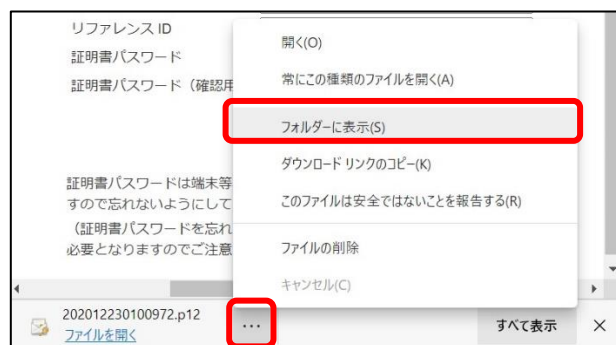 リファレンス ID
証明書パスワード
証明書パスワード（確認用
開く(O)
常にこの種類のファイルを開く(A)
フォルダーに表示(S)
ダウンロード リンクのコピー(K)
このファイルは安全ではないことを報告する(R)
ファイルの削除
キャンセル(C)
証明書パスワードは端末等
すので忘れないようにして
（証明書パスワードを忘れ
必要となりますのでご注意
202012230100972.p12
ファイルを開く
…
すべて表示